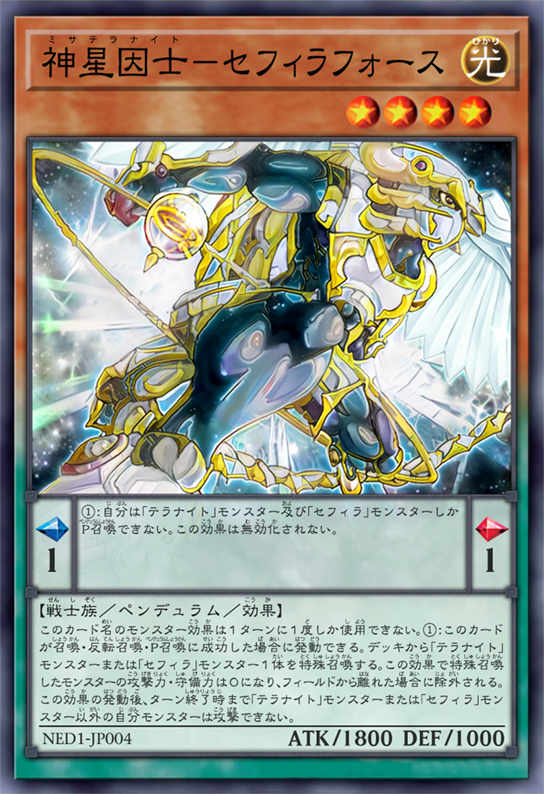 ミサテラナイト
神星因士－セフィラフォース
ひかり
光
①:自分は「テラナイト」モンスター及び「セフィラ」モンスターしか
P召喚できない。この効果は無効化されない。
1
1
【戦士族／ペンデュラム／効果】
このカード名のモンスター効果は1ターンに1度しか使用できない。①:このカード
が召喚・反転召喚・P召喚に成功した場合に発動できる。デッキから「テラナイト」
モンスターまたは「セフィラ」モンスター1体を特殊召喚する。この効果で特殊召喚
したモンスターの攻撃力・守備力は0になり、フィールドから離れた場合に除外される。
この効果の発動後、ターン終了時まで「テラナイト」モンスターまたは「セフィラ」モン
スター以外の自分モンスターは攻撃できない。
NED1-JP004
ATK/1800 DEF/1000